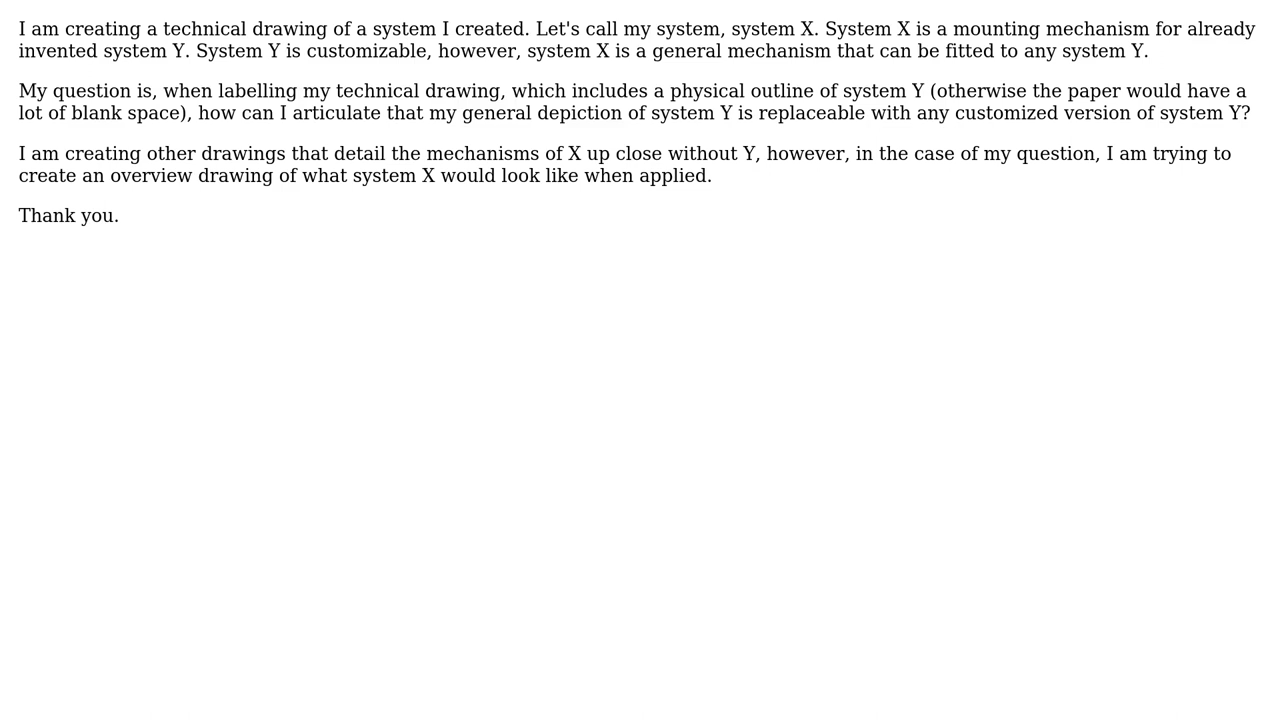 I am creating a technical drawing of a system I created. Let's call my system, system X. System X is a mounting mechanism for already
invented system Y. System Y is customizable, however, system X is a general mechanism that can be fitted to any system Y.
My question is, when labelling my technical drawing, which includes a physical outline of system Y (otherwise the paper would have a
lot of blank space), how can I articulate that my general depiction of system Y is replaceable with any customized version of system Y?
I am creating other drawings that detail the mechanisms of X up close without Y, however, in the case of my question, I am trying to
create an overview drawing of what system X would look like when applied.
Thank you.